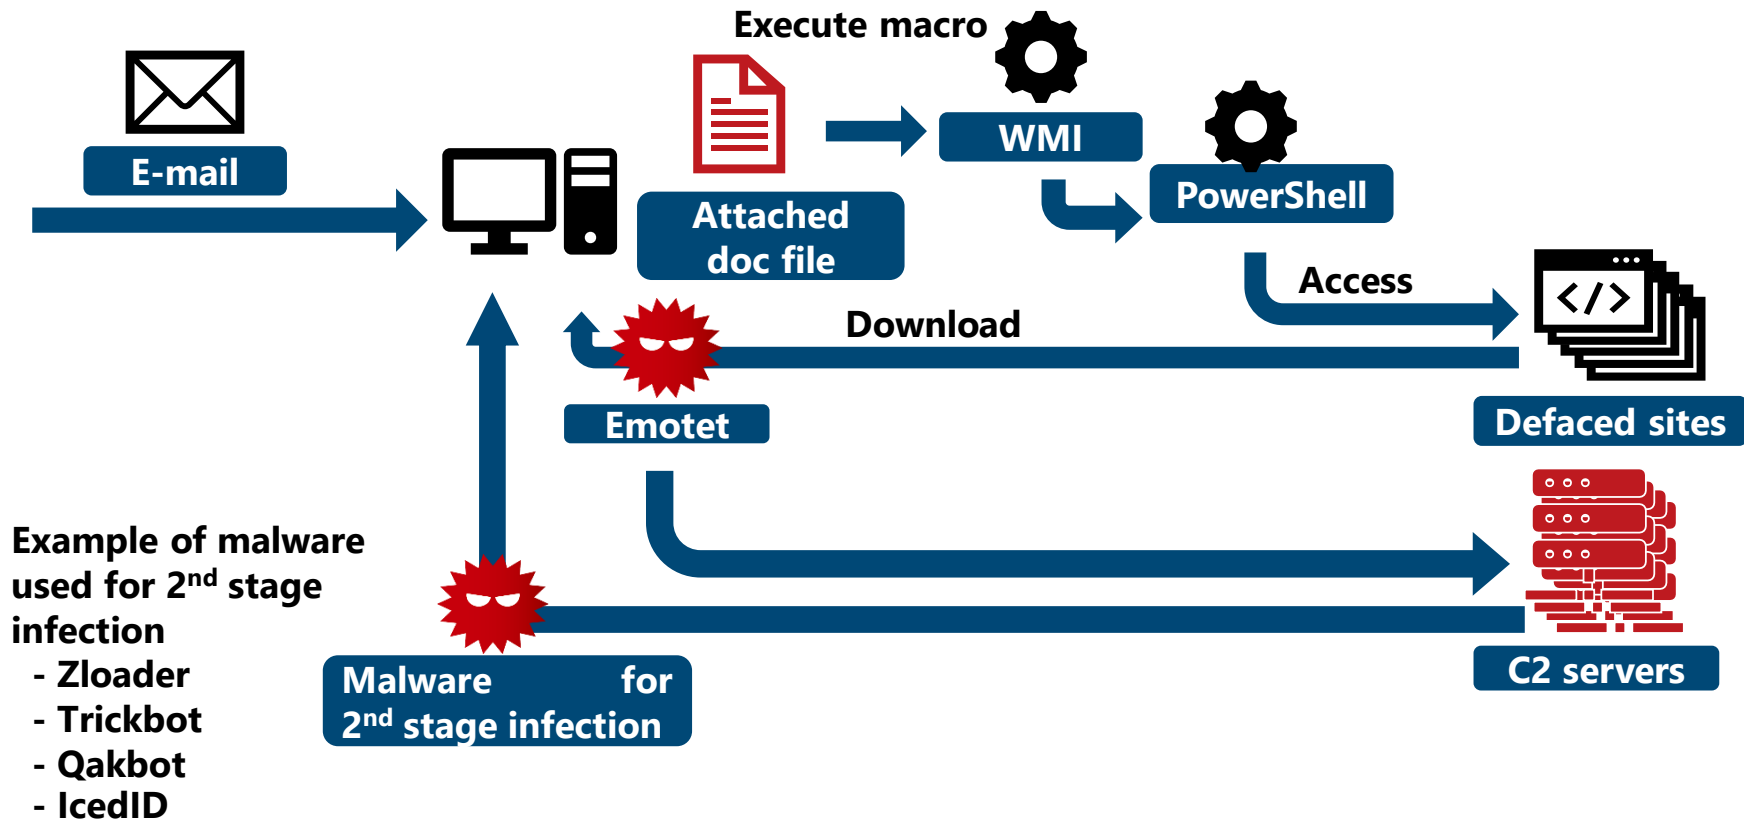 Execute macro
E-mail
WMI
PowerShell
Attached
doc file
Access
</>
Download
Emotet
Defaced sites
Example of malware
used for 2nd stage
infection
- Zloader
- Trickbot
- Qakbot
- IcedID
Malware for
2nd stage infection
C2 servers